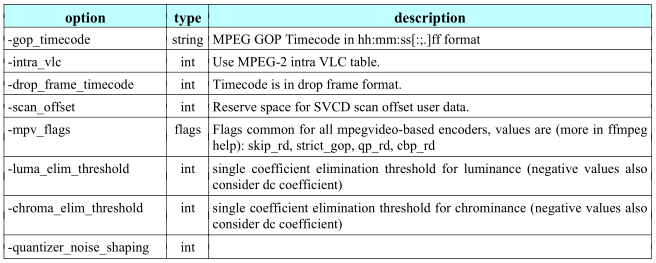 option type description
-gop_timecode string MPEG GOP Timecode in hh:mm:ss[:;.]ff format
-intra_vlc int Use MPEG-2 intra VLC table.
-drop_frame_timecode int Timecode is in drop frame format.
-scan_offset int Reserve space for SVCD scan offset user data.
-mpv_flags flags Flags common for all mpegvideo-based encoders, values are (more in ffmpeg
help): skip_rd, strict_gop, qp_rd, cbp_rd
-luma_elim_threshold int single coefficient elimination threshold for luminance (negative values also
consider dc coefficient)
-chroma_elim_threshold int single coefficient elimination threshold for chrominance (negative values also
consider dc coefficient)
-quantizer_noise_shaping int